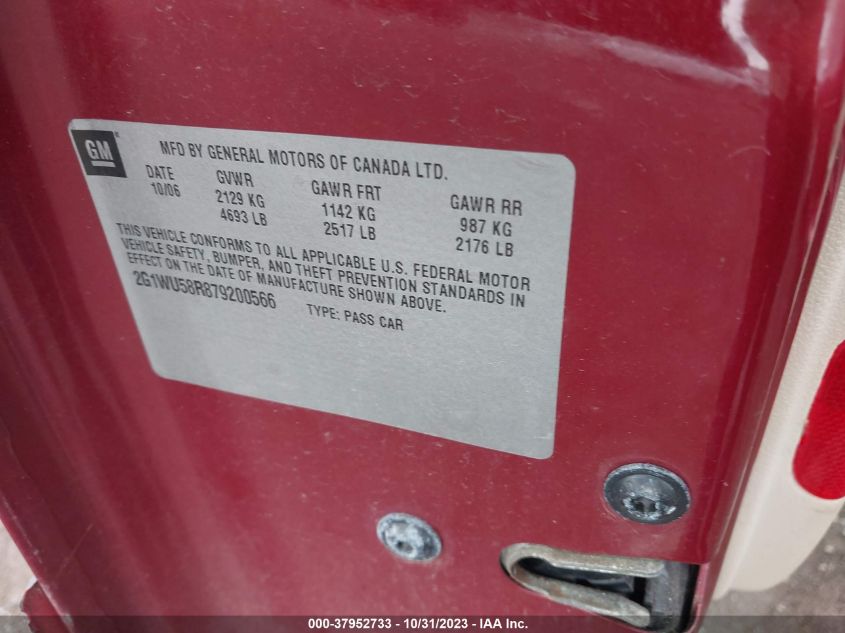 GM
MFD BY GENERAL MOTORS OF CANADA LTD.
DATE GVWR GAWR FRT GAWR RR
10/06 2129 KG 1142 KG 987 KG
4693 LB 2517 LB 2176 LB
THIS VEHICLE CONFORMS TO ALL APPLICABLE U.S. FEDERAL MOTOR
VEHICLE SAFETY, BUMPER, AND THEFT PREVENTION STANDARDS IN
EFFECT ON THE DATE OF MANUFACTURE SHOWN ABOVE.
2G1WU58R879200566 TYPE: PASS CAR
000-37952733 - 10/31/2023 - IAA Inc.